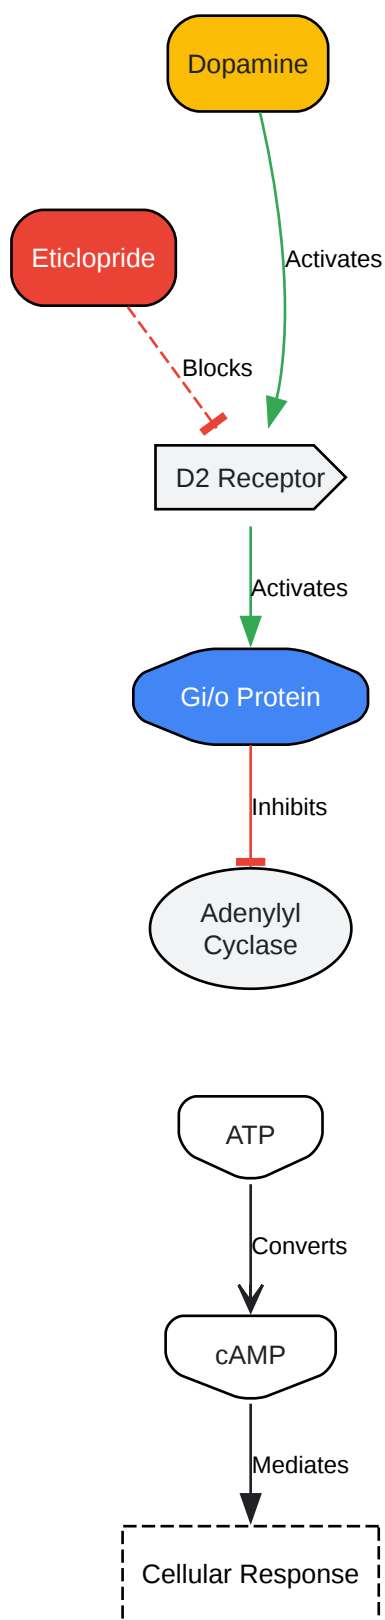 Dopamine
Eticlopride
Activates
Blocks
D2 Receptor
Activates
Gi/o Protein
Inhibits
Adenylyl
Cyclase
ATP
Converts
cAMP
Mediates
Cellular Response